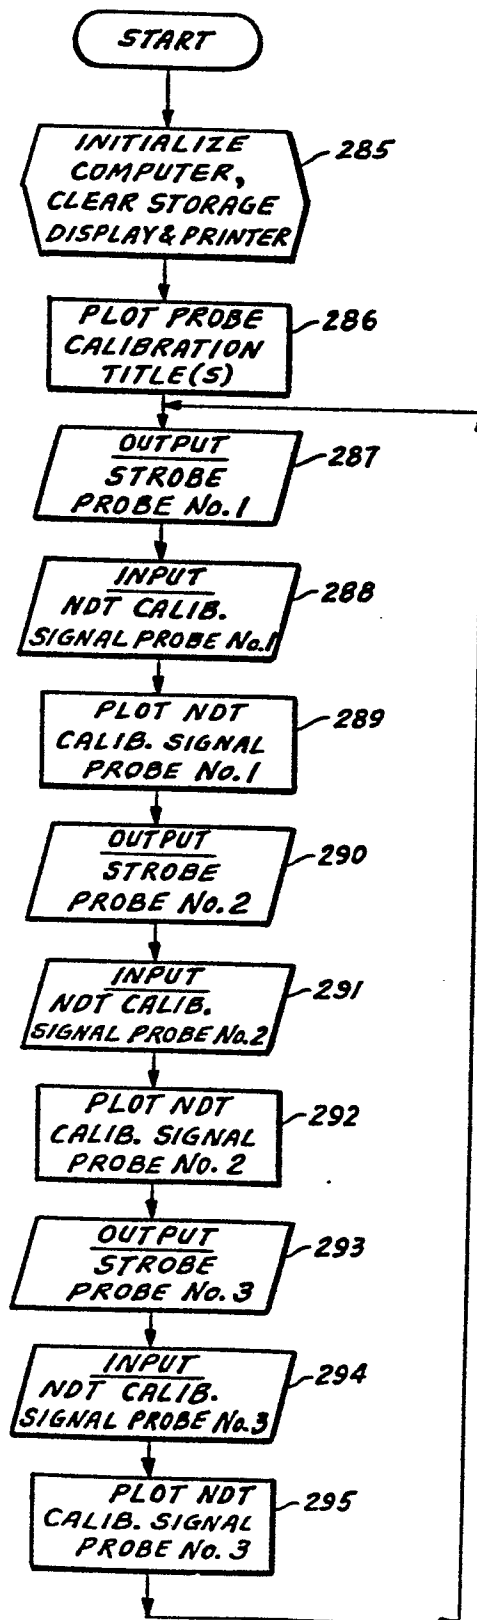 START
INITIALIZE
COMPUTER,
CLEAR STORAGE
DISPLAY & PRINTER
285
PLOT PROBE
CALIBRATION
TITLE(S)
286
OUTPUT
STROBE
PROBE No. 1
287
INPUT
NDT CALIB.
SIGNAL PROBE No. 1
288
PLOT NDT
CALIB. SIGNAL
PROBE No. 1
289
OUTPUT
STROBE
PROBE No. 2
290
INPUT
NDT CALIB.
SIGNAL PROBE No. 2
291
PLOT NDT
CALIB. SIGNAL
PROBE No. 2
292
OUTPUT
STROBE
PROBE No. 3
293
INPUT
NDT CALIB.
SIGNAL PROBE No. 3
294
PLOT NDT
CALIB. SIGNAL
PROBE No. 3
295